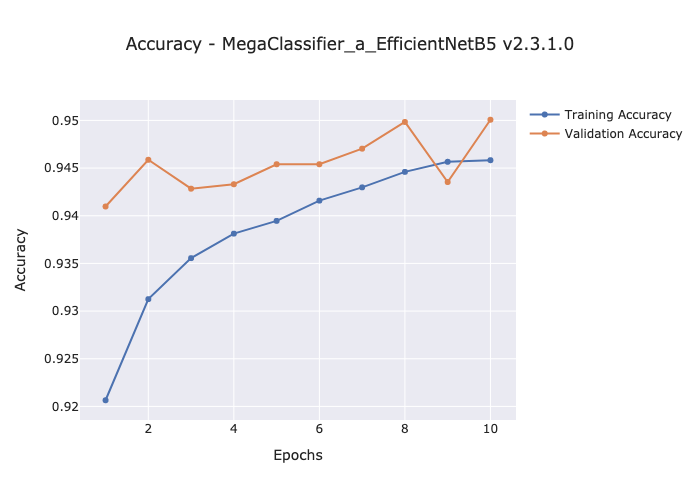 Accuracy - MegaClassifier_a_EfficientNetB5 v2.3.1.0
Training Accuracy
Validation Accuracy
0.95
0.945
0.94
0.935
0.93
0.925
0.92
Accuracy
2 4 6 8 10
Epochs